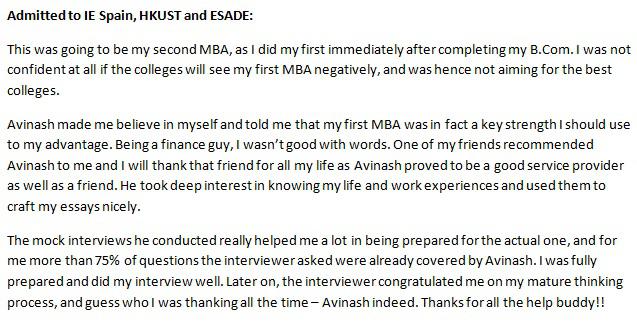 Admitted to IE Spain, HKUST and ESADE:
This was going to be my second MBA, as I did my first immediately after completing my B.Com. I was not
confident at all if the colleges will see my first MBA negatively, and was hence not aiming for the best
colleges.
Avinash made me believe in myself and told me that my first MBA was in fact a key strength I should use
to my advantage. Being a finance guy, I wasn't good with words. One of my friends recommended
Avinash to me and I will thank that friend for all my life as Avinash proved to be a good service provider
as well as a friend. He took deep interest in knowing my life and work experiences and used them to
craft my essays nicely.
The mock interviews he conducted really helped me a lot in being prepared for the actual one, and for
me more than 75% of questions the interviewer asked were already covered by Avinash. I was fully
prepared and did my interview well. Later on, the interviewer congratulated me on my mature thinking
process, and guess who I was thanking all the time – Avinash indeed. Thanks for all the help buddy!!